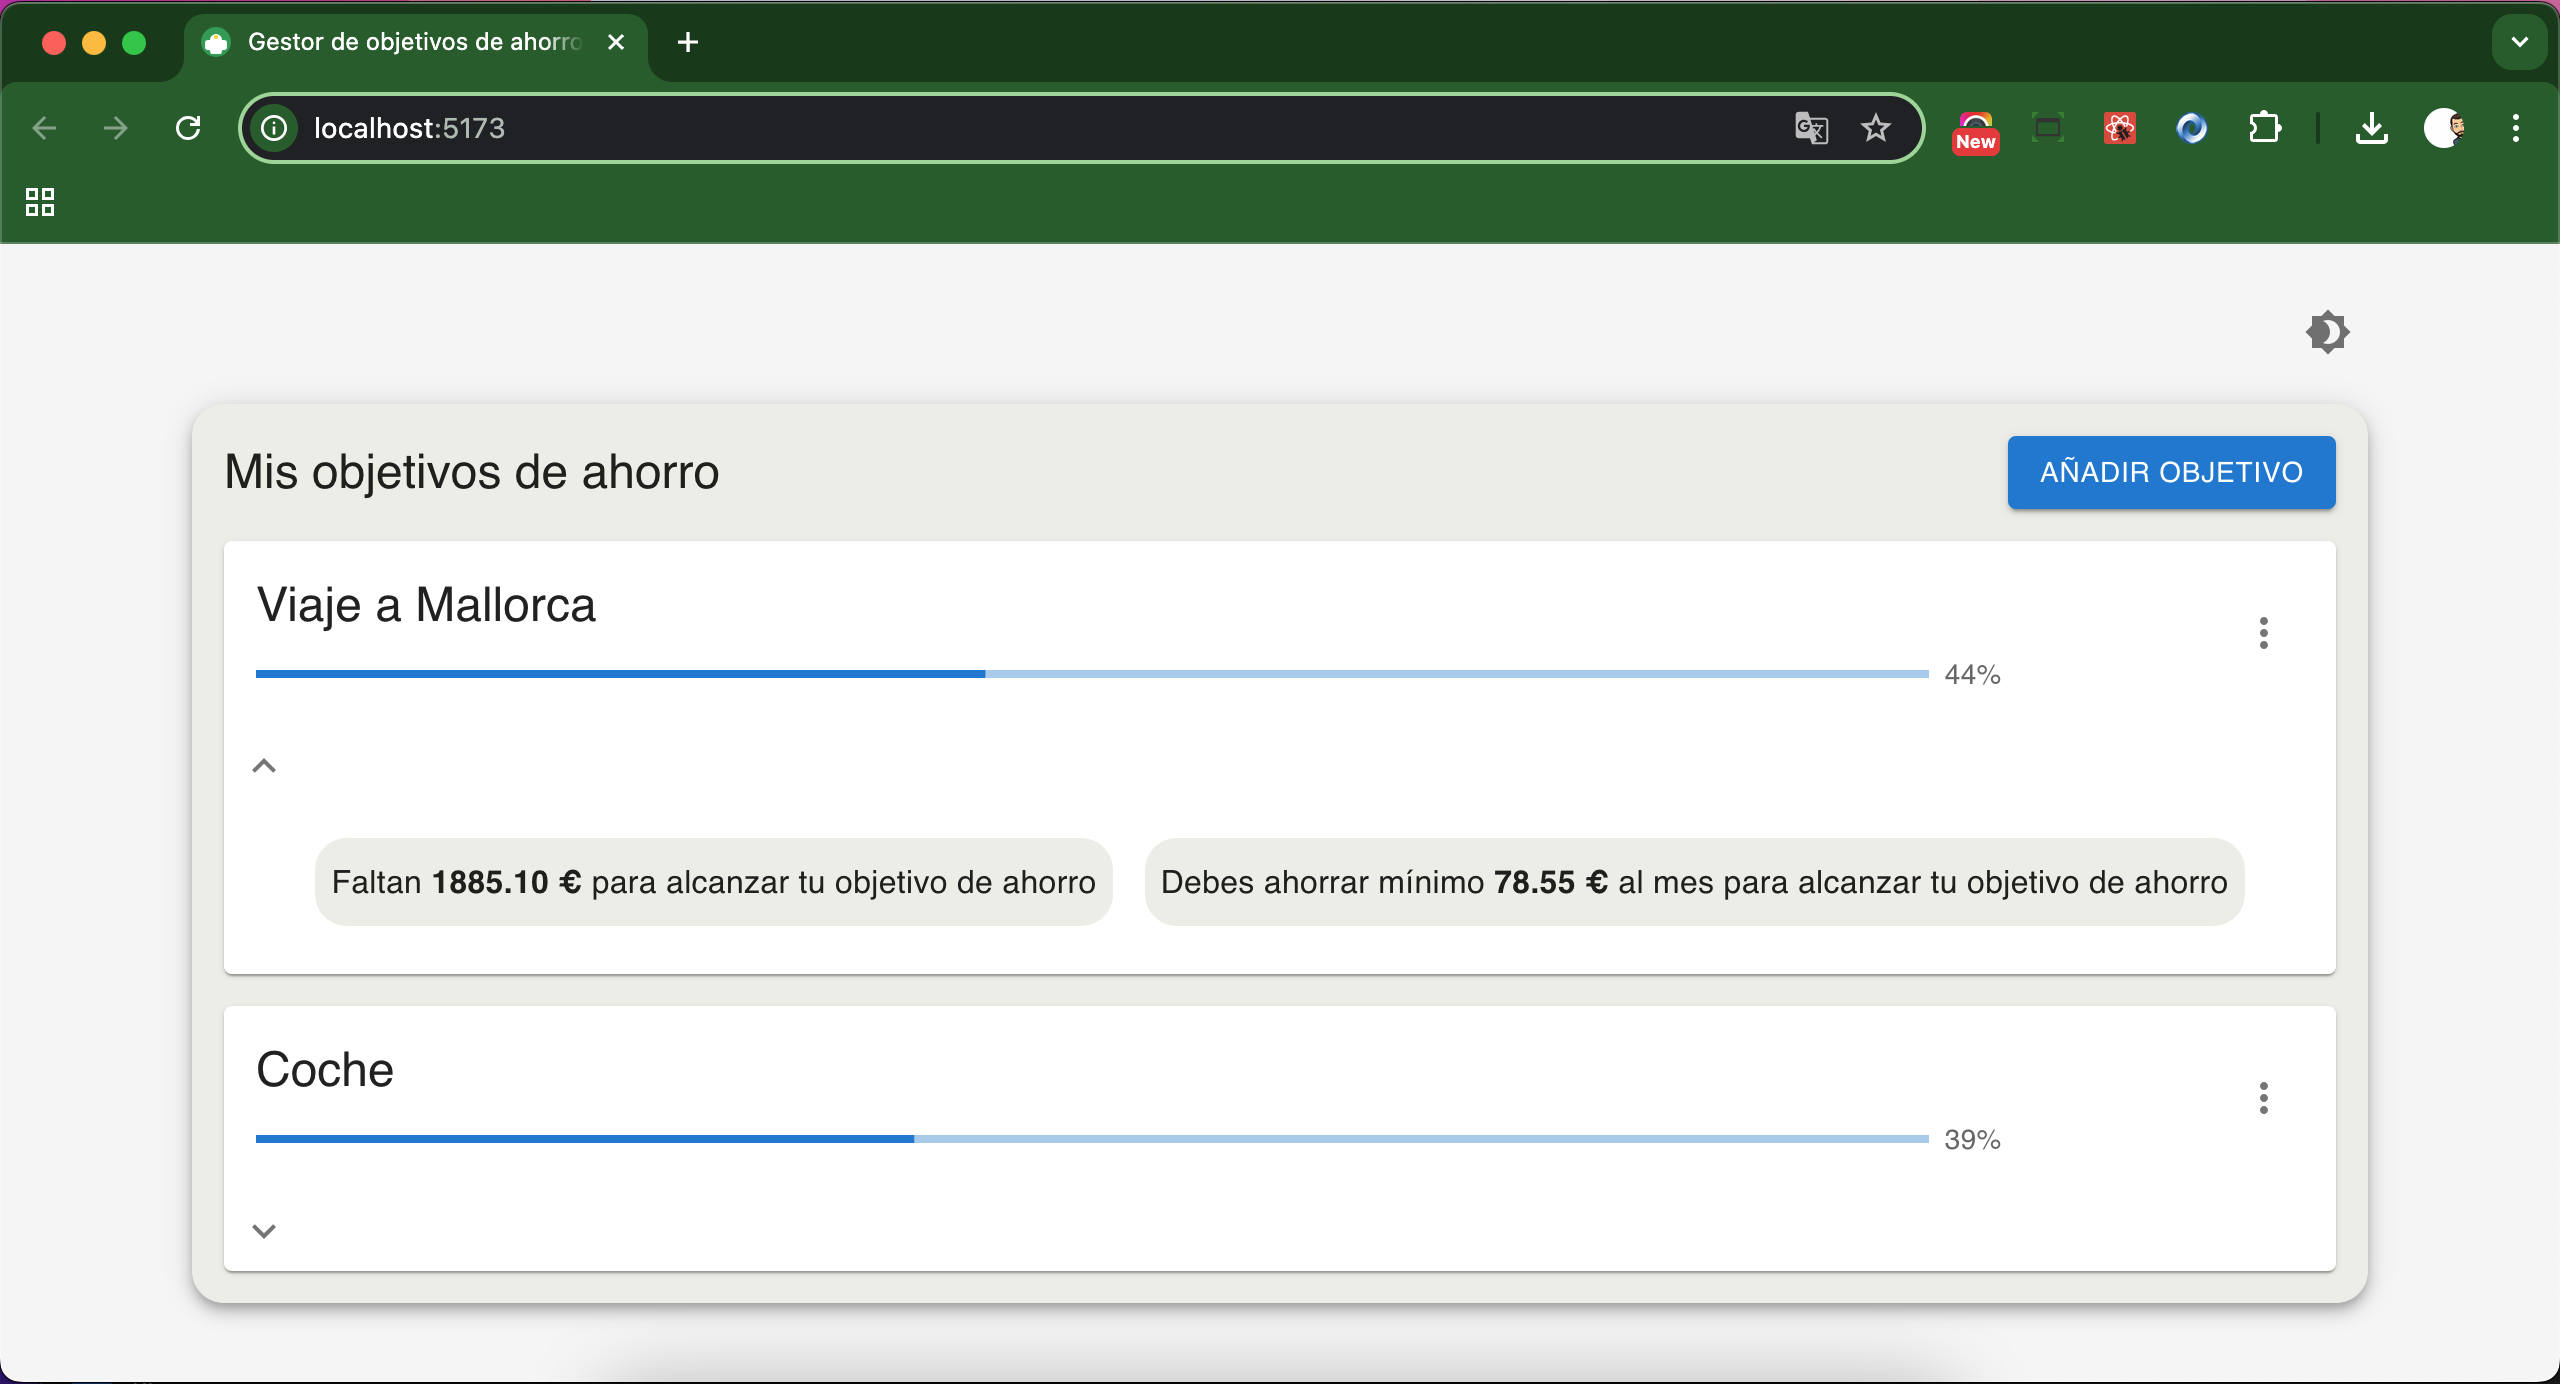 Gestor de objetivos de ahorro
localhost:5173
New
Mis objetivos de ahorro
AÑADIR OBJETIVO
Viaje a Mallorca
44%
Faltan 1885.10 € para alcanzar tu objetivo de ahorro
Debes ahorrar mínimo 78.55 € al mes para alcanzar tu objetivo de ahorro
Coche
39%